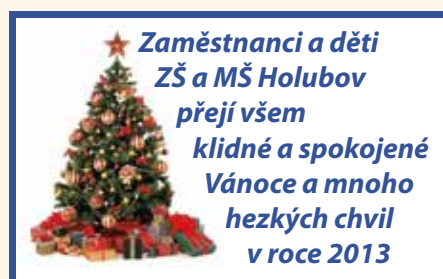 Zaměstnanci a děti
ZŠ a MŠ Holubov
přejí všem
klidné a spokojené
Vánoce a mnoho
hezkých chvil
v roce 2013